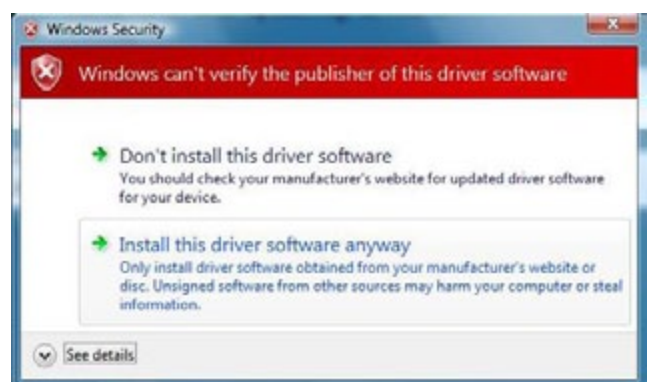 Windows Security
Windows can't verify the publisher of this driver software
Don't install this driver software
You should check your manufacturer's website for updated driver software
for your device.
Install this driver software anyway
Only install driver software obtained from your manufacturer's website or
disc. Unsigned software from other sources may harm your computer or steal
information.
See details